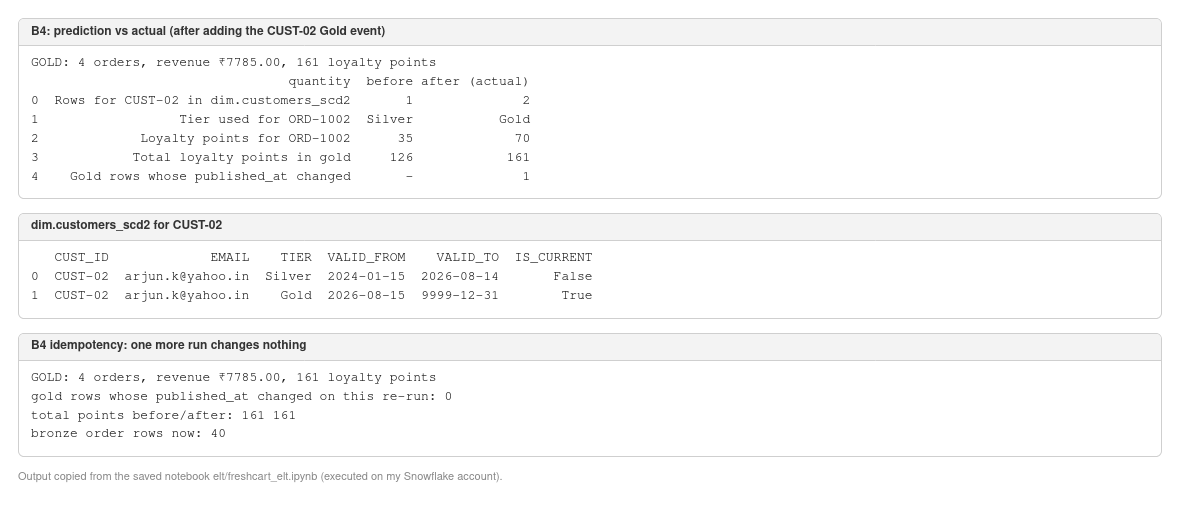 B4: prediction vs actual (after adding the CUST-02 Gold event)
GOLD: 4 orders, revenue ₹7785.00, 161 loyalty points
quantity before after (actual)
0 Rows for CUST-02 in dim.customers_scd2 1 2
1 Tier used for ORD-1002 Silver Gold
2 Loyalty points for ORD-1002 35 70
3 Total loyalty points in gold 126 161
4 Gold rows whose published_at changed - 1
dim.customers_scd2 for CUST-02
CUST_ID EMAIL TIER VALID_FROM VALID_TO IS_CURRENT
0 CUST-02 arjun.k@yahoo.in Silver 2024-01-15 2026-08-14 False
1 CUST-02 arjun.k@yahoo.in Gold 2026-08-15 9999-12-31 True
B4 idempotency: one more run changes nothing
GOLD: 4 orders, revenue ₹7785.00, 161 loyalty points
gold rows whose published_at changed on this re-run: 0
total points before/after: 161 161
bronze order rows now: 40
Output copied from the saved notebook elt/freshcart_elt.ipynb (executed on my Snowflake account).